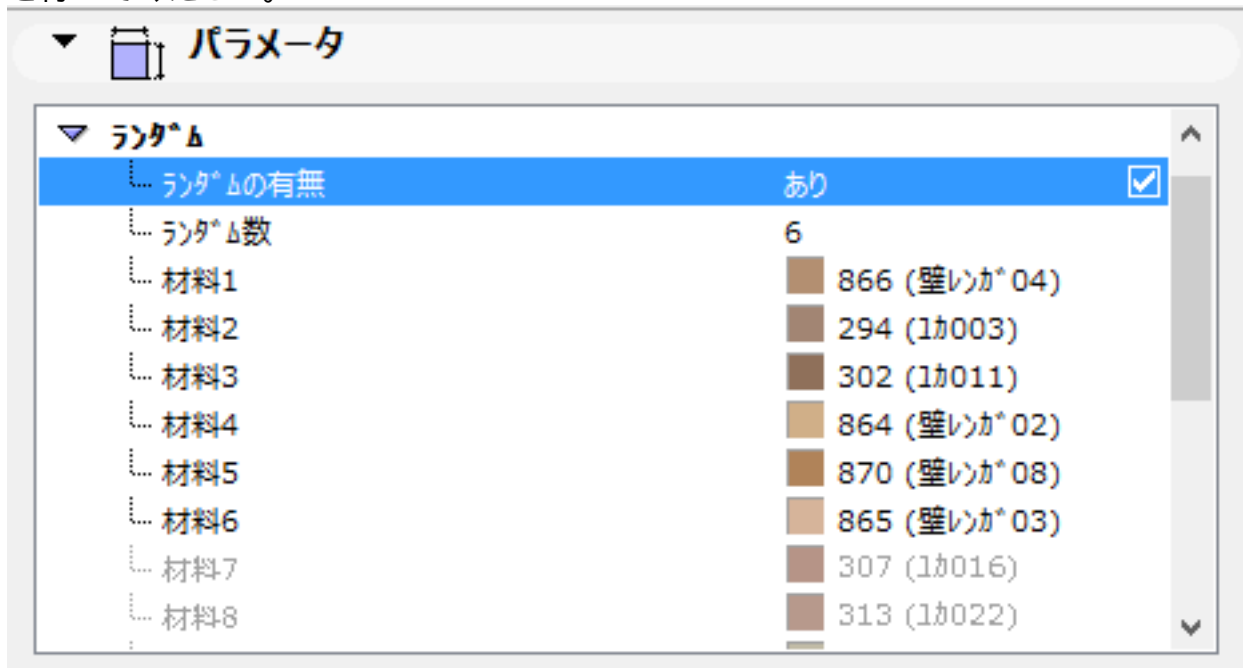 パラメータ
ﾗﾝﾀﾞﾑ
ﾗﾝﾀﾞﾑの有無 あり
ﾗﾝﾀﾞﾑ数 6
材料1 866 (壁ﾚﾝｶﾞ04)
材料2 294 (ﾕｶ003)
材料3 302 (ﾕｶ011)
材料4 864 (壁ﾚﾝｶﾞ02)
材料5 870 (壁ﾚﾝｶﾞ08)
材料6 865 (壁ﾚﾝｶﾞ03)
材料7 307 (ﾕｶ016)
材料8 313 (ﾕｶ022)